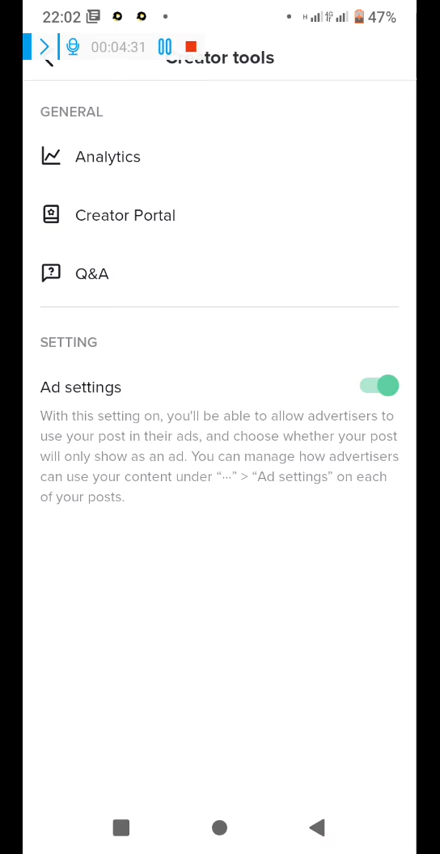 22:02
47%
00:04:31
Creator tools
GENERAL
Analytics
Creator Portal
Q&A
SETTING
Ad settings
With this setting on, you'll be able to allow advertisers to
use your post in their ads, and choose whether your post
will only show as an ad. You can manage how advertisers
can use your content under “···” > “Ad settings” on each
of your posts.